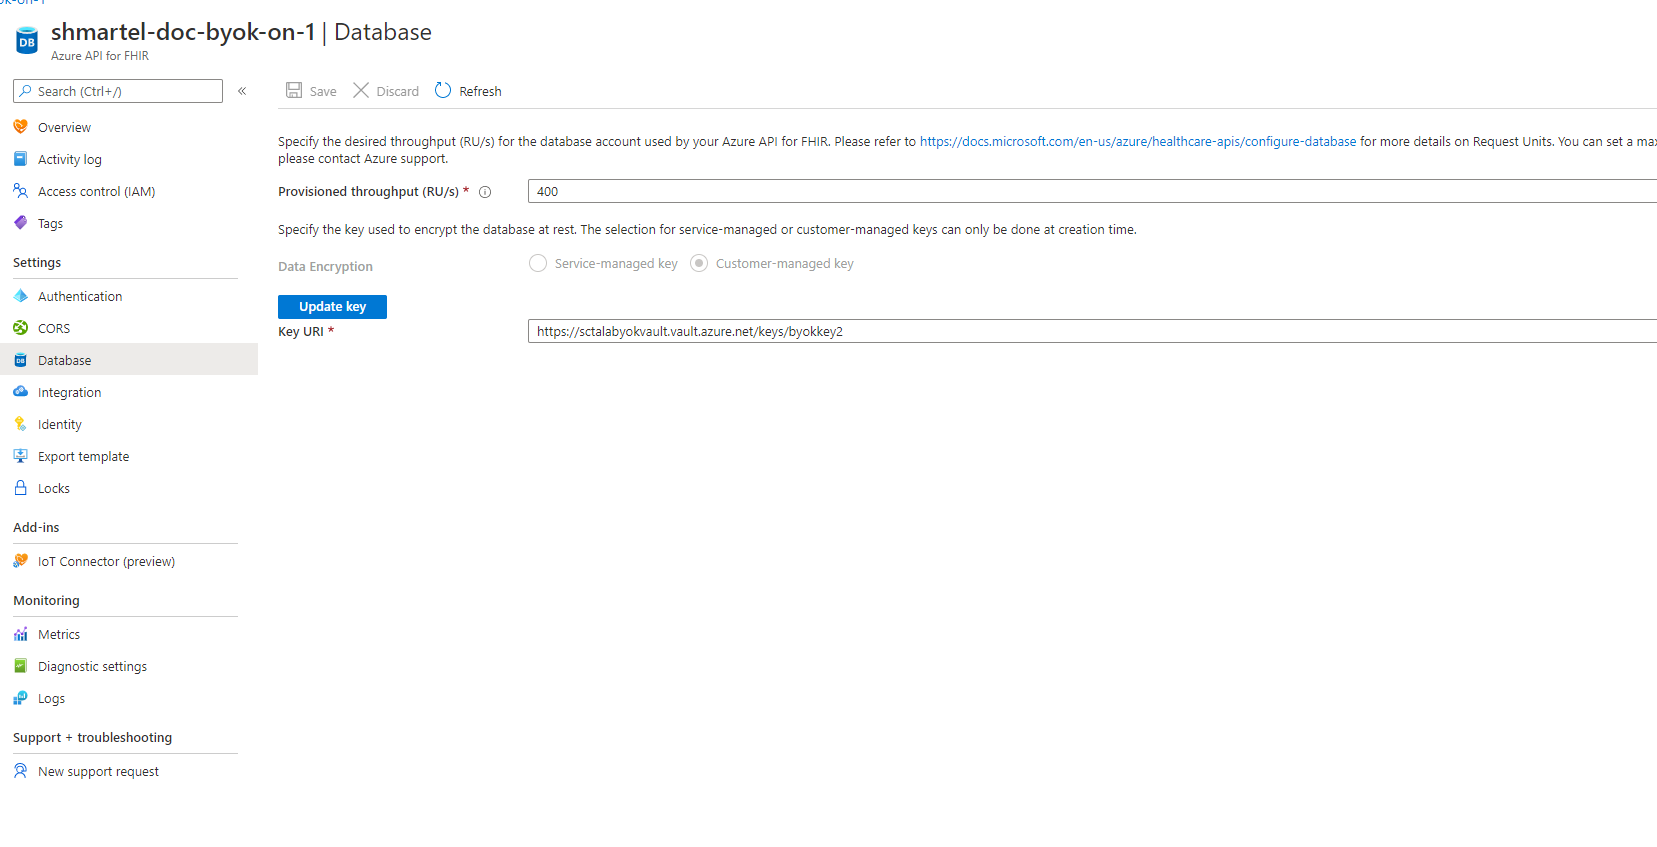 shmartel-doc-byok-on-1 | Database
DB
Azure API for FHIR
Search (Ctrl+/)
«
Save
Discard
Refresh
Overview
Activity log
Access control (IAM)
Tags
Settings
Authentication
CORS
Database
Integration
Identity
Export template
Locks
Add-ins
IoT Connector (preview)
Monitoring
Metrics
Diagnostic settings
Logs
Support + troubleshooting
New support request
Specify the desired throughput (RU/s) for the database account used by your Azure API for FHIR. Please refer to https://docs.microsoft.com/en-us/azure/healthcare-apis/configure-database for more details on Request Units. You can set a max
please contact Azure support.
Provisioned throughput (RU/s) *
400
Specify the key used to encrypt the database at rest. The selection for service-managed or customer-managed keys can only be done at creation time.
Data Encryption
Service-managed key
Customer-managed key
Update key
Key URI *
https://sctalabyokvault.vault.azure.net/keys/byokkey2